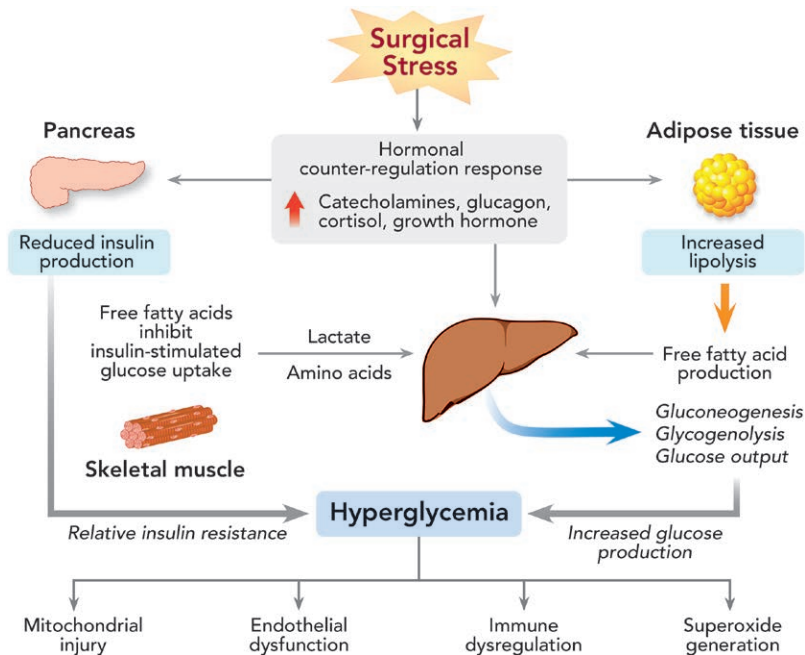 Surgical
Stress
Pancreas
Hormonal
counter-regulation response
Catecholamines, glucagon,
cortisol, growth hormone
Adipose tissue
Reduced insulin
production
Increased
lipolysis
Free fatty acids
inhibit
insulin-stimulated
glucose uptake
Lactate
Amino acids
Free fatty acid
production
Gluconeogenesis
Glycogenolysis
Glucose output
Skeletal muscle
Relative insulin resistance
Hyperglycemia
Increased glucose
production
Mitochondrial
injury
Endothelial
dysfunction
Immune
dysregulation
Superoxide
generation